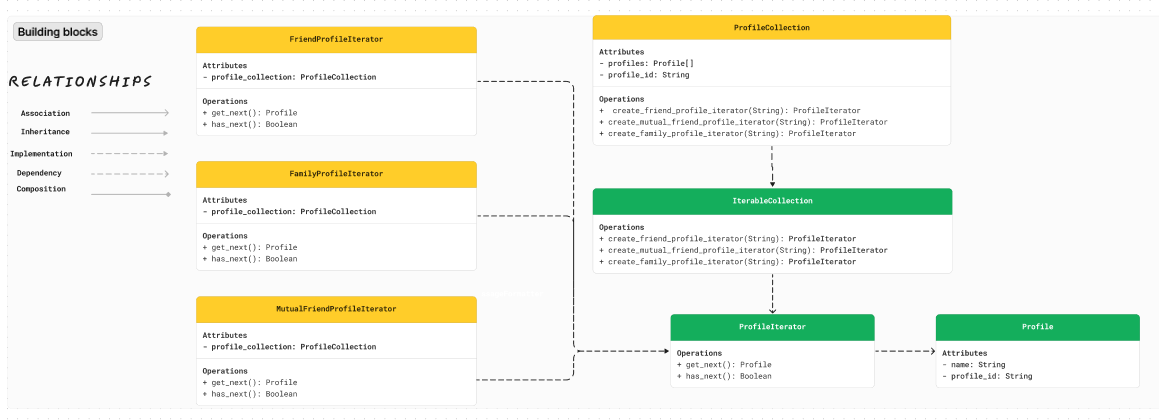 Building blocks
RELATIONSHIPS
Association
Inheritance
Implementation
Dependency
Composition
FriendProfileIterator
Attributes
- profile_collection: ProfileCollection
Operations
+ get_next(): Profile
+ has_next(): Boolean
FamilyProfileIterator
Attributes
- profile_collection: ProfileCollection
Operations
+ get_next(): Profile
+ has_next(): Boolean
MutualFriendProfileIterator
Attributes
- profile_collection: ProfileCollection
Operations
+ get_next(): Profile
+ has_next(): Boolean
ProfileCollection
Attributes
- profiles: Profile[]
- profile_id: String
Operations
+ create_friend_profile_iterator(String): ProfileIterator
+ create_mutual_friend_profile_iterator(String): ProfileIterator
+ create_family_profile_iterator(String): ProfileIterator
IterableCollection
Operations
+ create_friend_profile_iterator(String): ProfileIterator
+ create_mutual_friend_profile_iterator(String): ProfileIterator
+ create_family_profile_iterator(String): ProfileIterator
ProfileIterator
Operations
+ get_next(): Profile
+ has_next(): Boolean
Profile
Attributes
- name: String
- profile_id: String